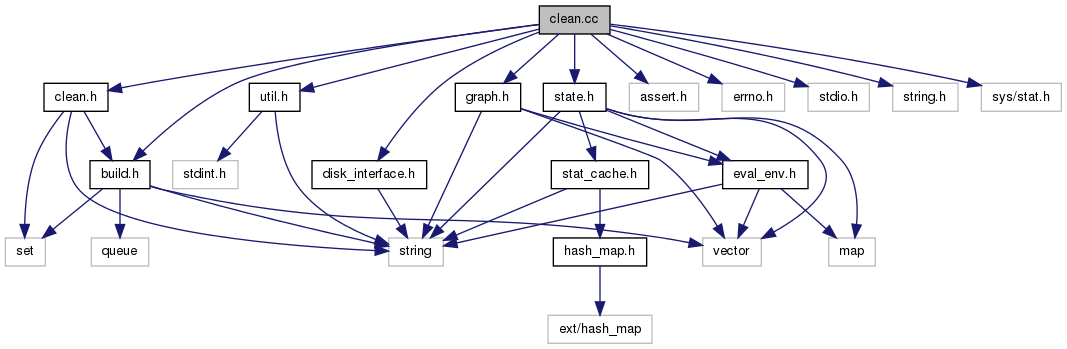 clean.cc
clean.h
util.h
graph.h
state.h
assert.h
errno.h
stdio.h
string.h
sys/stat.h
build.h
stdint.h
disk_interface.h
stat_cache.h
eval_env.h
set
queue
string
hash_map.h
vector
map
ext/hash_map